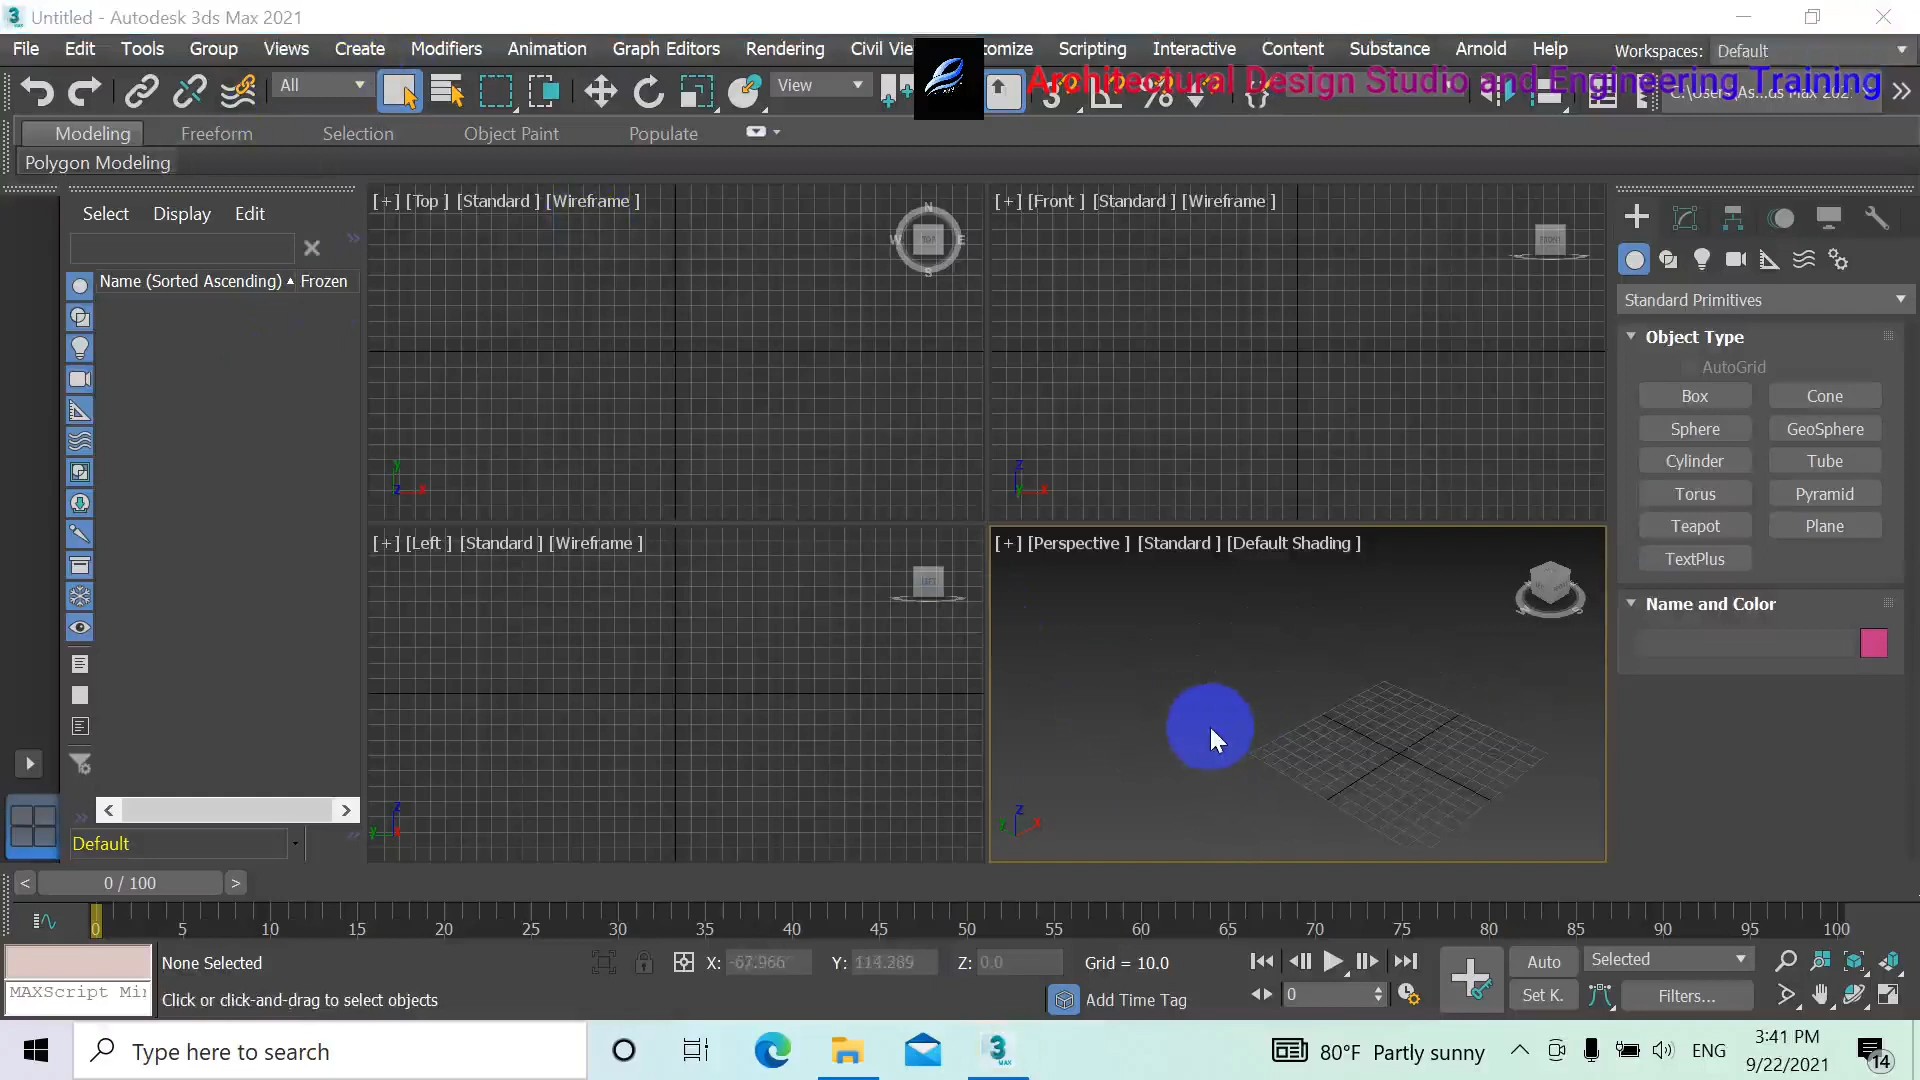 Untitled - Autodesk 3ds Max 2021
File Edit Tools Group Views Create Modifiers Animation Graph Editors Rendering Civil Vi omize Scripting Interactive Content Substance Arnold Help Workspaces: Default
All View
Architectural Design Studio and Engineering Training
Modeling Freeform Selection Object Paint Populate
Polygon Modeling
Select Display Edit
Name (Sorted Ascending) Frozen
Default
[+] [Top ] [Standard ] [Wireframe ]
N
W TOP E
S
y
z x
[+] [Front ] [Standard ] [Wireframe ]
FRONT
z
y x
[+] [Left ] [Standard ] [Wireframe ]
LEFT
z
y x
[+] [Perspective ] [Standard ] [Default Shading ]
z
y x
Standard Primitives
Object Type
AutoGrid
Box Cone
Sphere GeoSphere
Cylinder Tube
Torus Pyramid
Teapot Plane
TextPlus
Name and Color
< 0 / 100 >
0 5 10 15 20 25 30 35 40 45 50 55 60 65 70 75 80 85 90 95 100
None Selected X: -67.966 Y: 114.289 Z: 0.0 Grid = 10.0 Auto Selected
MAXScript Mi
Click or click-and-drag to select objects Add Time Tag 0 Set K. Filters...
Type here to search
80°F Partly sunny ENG 3:41 PM
9/22/2021
14